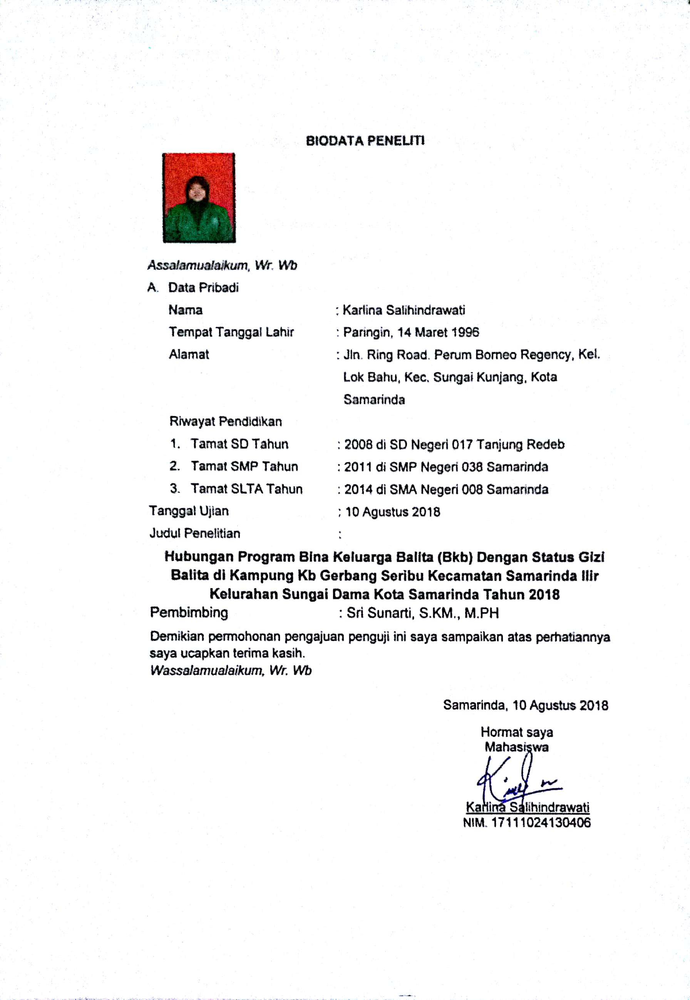 BIODATA PENELITI
Assalamualaikum, Wr. Wb
A. Data Pribadi
Nama : Karlina Salihindrawati
Tempat Tanggal Lahir : Paringin, 14 Maret 1996
Alamat : Jln. Ring Road. Perum Borneo Regency, Kel.
Lok Bahu, Kec. Sungai Kunjang, Kota
Samarinda
Riwayat Pendidikan
1. Tamat SD Tahun : 2008 di SD Negeri 017 Tanjung Redeb
2. Tamat SMP Tahun : 2011 di SMP Negeri 038 Samarinda
3. Tamat SLTA Tahun : 2014 di SMA Negeri 008 Samarinda
Tanggal Ujian : 10 Agustus 2018
Judul Penelitian :
Hubungan Program Bina Keluarga Balita (Bkb) Dengan Status Gizi
Balita di Kampung Kb Gerbang Seribu Kecamatan Samarinda Ilir
Kelurahan Sungai Dama Kota Samarinda Tahun 2018
Pembimbing : Sri Sunarti, S.KM., M.PH
Demikian permohonan pengajuan penguji ini saya sampaikan atas perhatiannya
saya ucapkan terima kasih.
Wassalamualaikum, Wr. Wb
Samarinda, 10 Agustus 2018
Hormat saya
Mahasiswa
Karlina Salihindrawati
NIM. 17111024130406